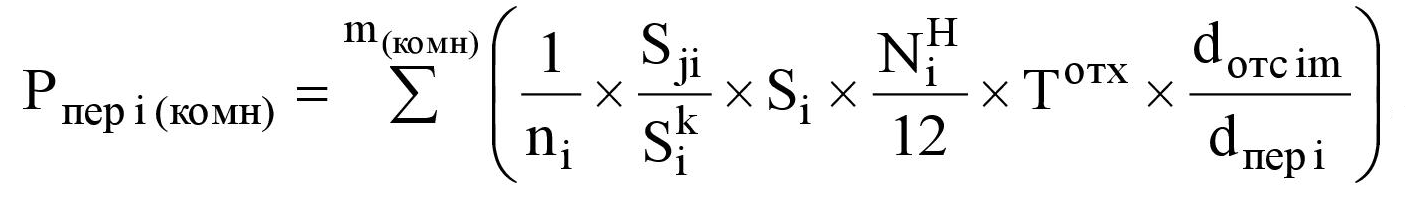 P пер i (комн) = m(комн) ∑ ( 1/n_i × S_ji/S_i^k × S_i × N_i^H/12 × T^отх × d_отс im/d_пер i )